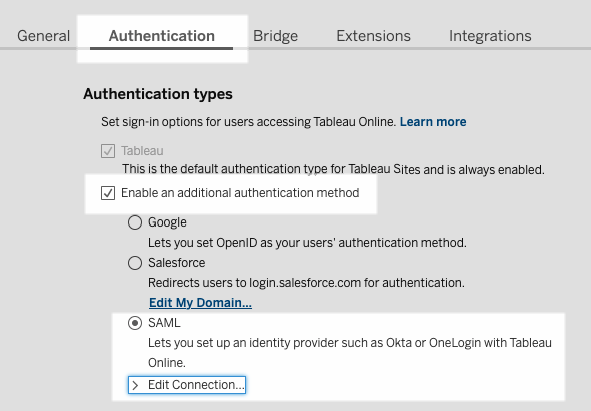 General Authentication Bridge Extensions Integrations
Authentication types
Set sign-in options for users accessing Tableau Online. Learn more
Tableau
This is the default authentication type for Tableau Sites and is always enabled.
Enable an additional authentication method
Google
Lets you set OpenID as your users' authentication method.
Salesforce
Redirects users to login.salesforce.com for authentication.
Edit My Domain...
SAML
Lets you set up an identity provider such as Okta or OneLogin with Tableau
Online.
Edit Connection...